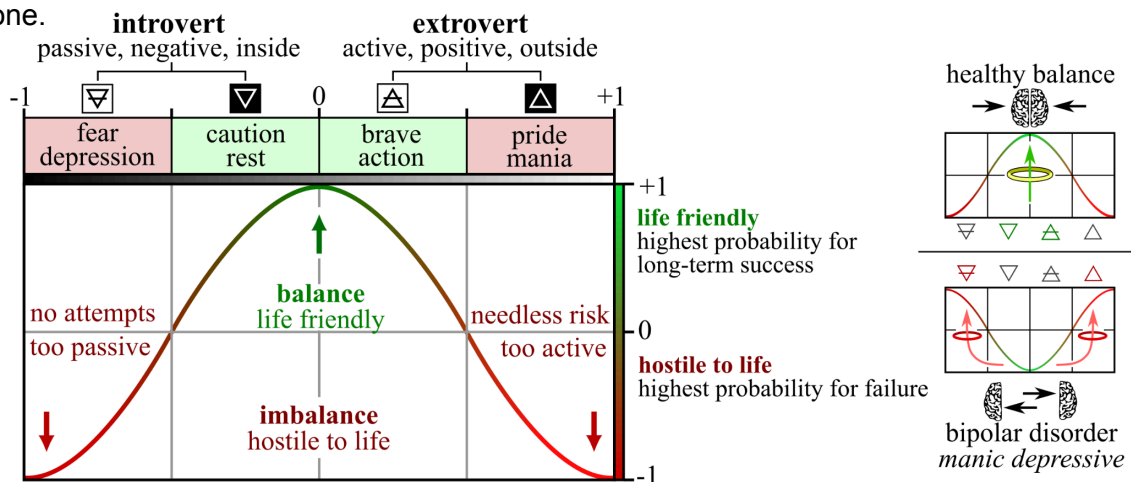 one.
introvert
passive, negative, inside
extrovert
active, positive, outside
-1
0
+1
fear
depression
caution
rest
brave
action
pride
mania
+1
life friendly
highest probability for
long-term success
balance
life friendly
no attempts
too passive
needless risk
too active
0
hostile to life
highest probability for failure
imbalance
hostile to life
-1
healthy balance
bipolar disorder
manic depressive